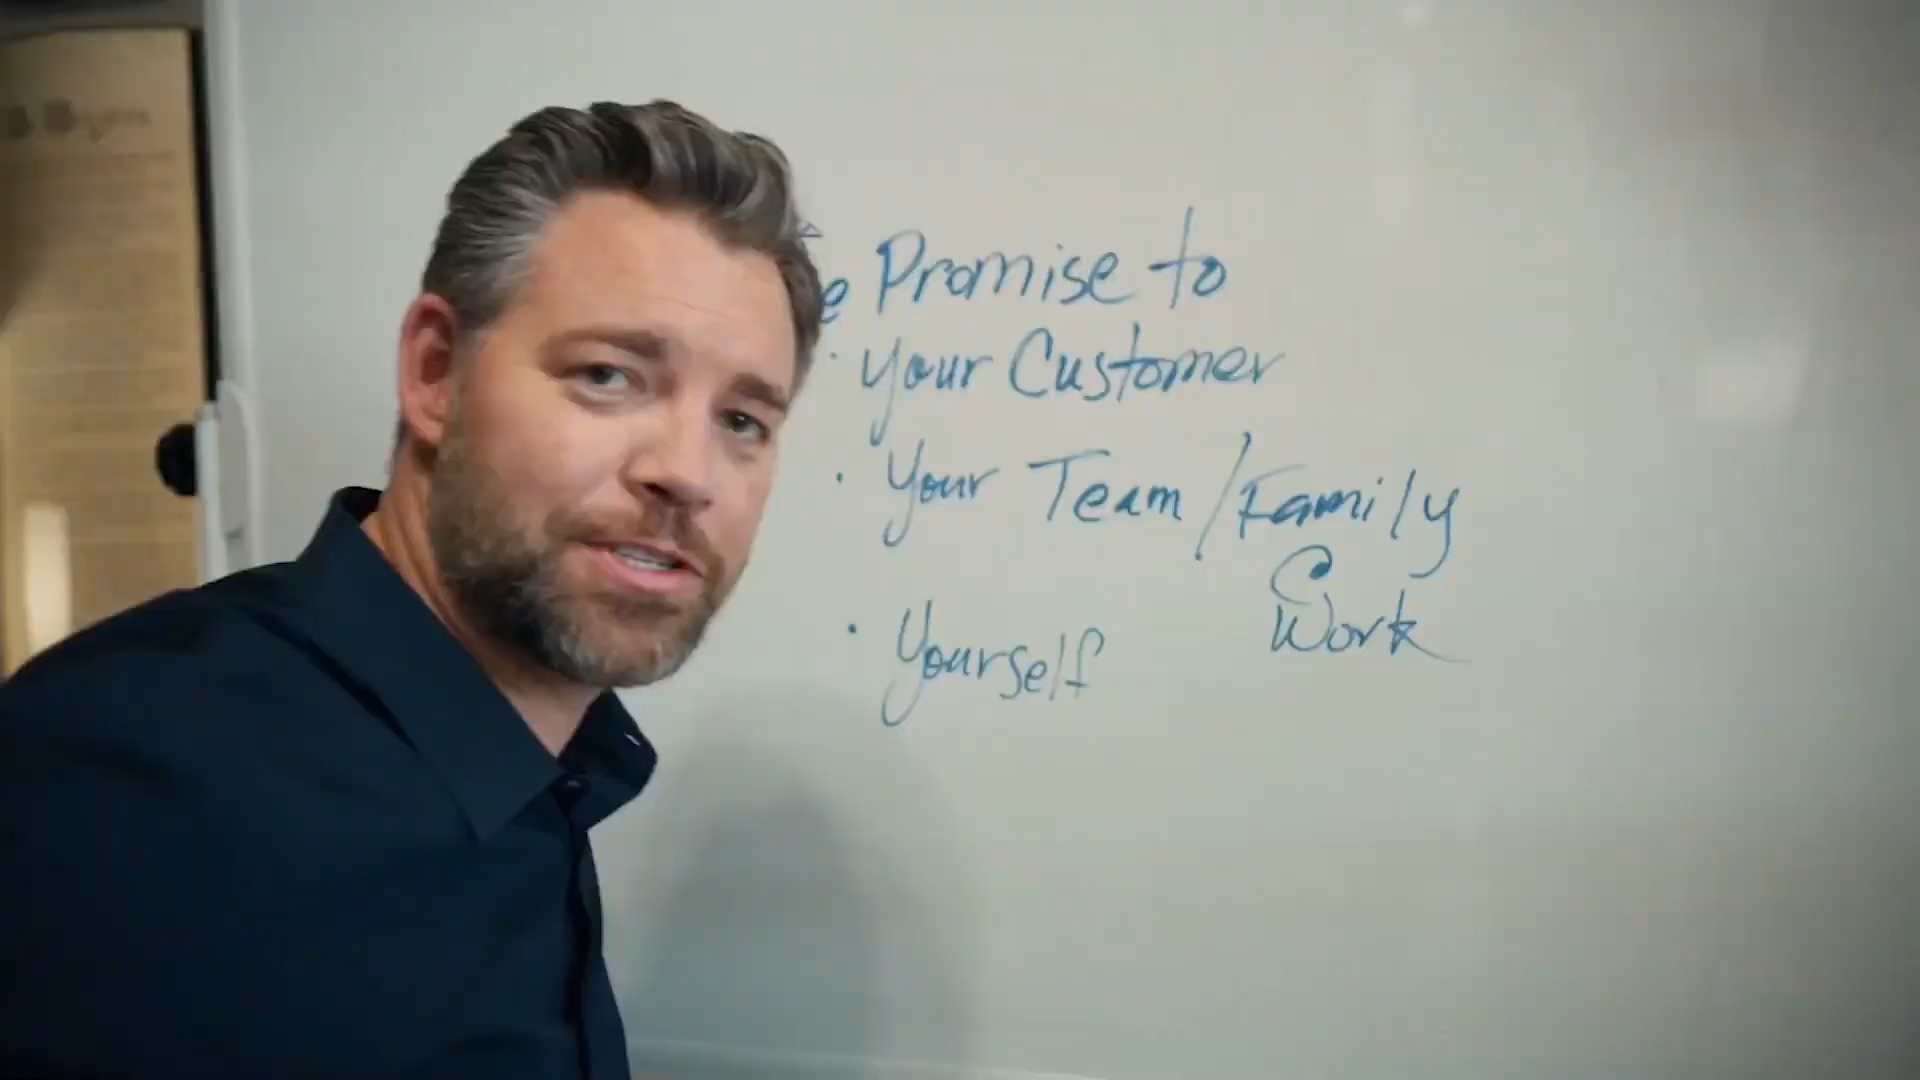 Promise to
· Your Customer
· Your Team / Family
@ Work
· Yourself